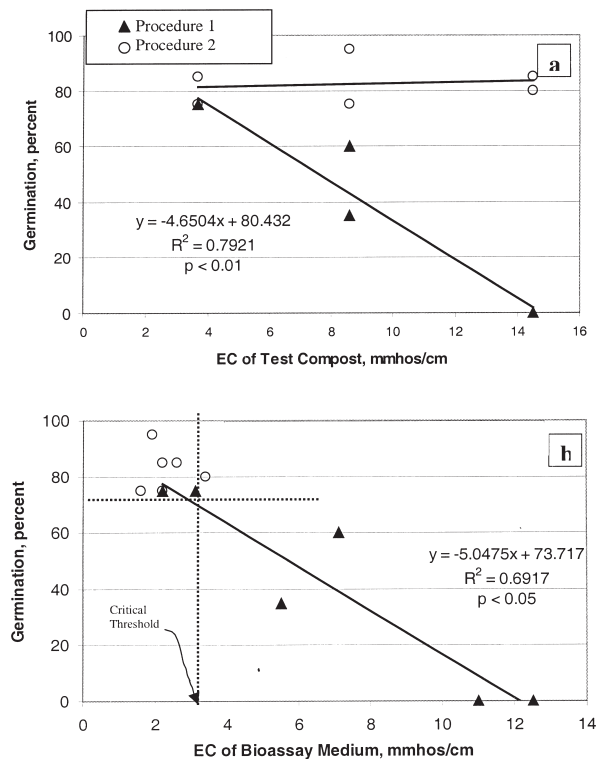 Procedure 1
Procedure 2
100
80
60
40
20
0
Germination, percent
a
y = -4.6504x + 80.432
R² = 0.7921
p < 0.01
0 2 4 6 8 10 12 14 16
EC of Test Compost, mmhos/cm
100
80
60
40
20
0
Germination, percent
h
y = -5.0475x + 73.717
R² = 0.6917
p < 0.05
Critical
Threshold
0 2 4 6 8 10 12 14
EC of Bioassay Medium, mmhos/cm